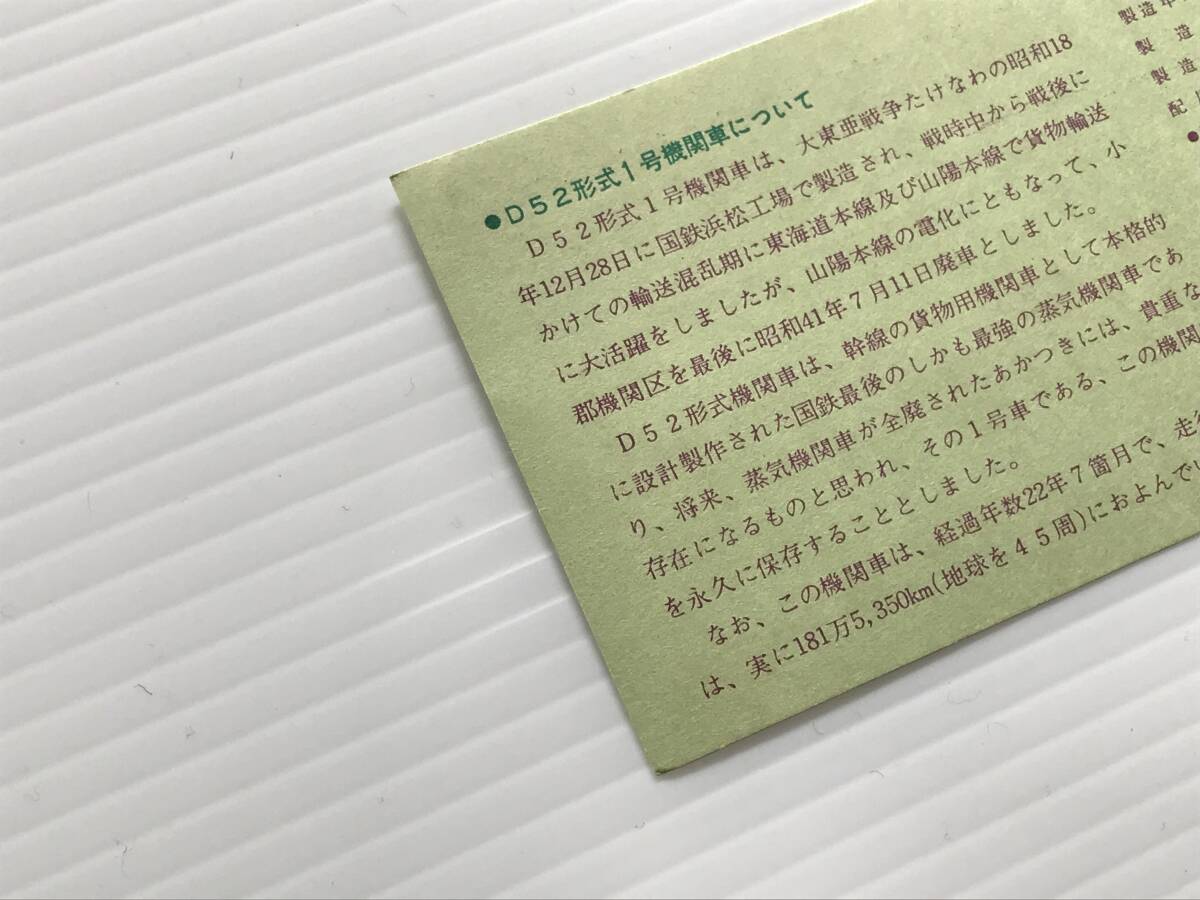 ●D52形式1号機関車について
D52形式1号機関車は、大東亜戦争たけなわの昭和18
年12月28日に国鉄浜松工場で製造され、戦時中から戦後に
かけての輸送混乱期に東海道本線及び山陽本線で貨物輸送
に大活躍をしましたが、山陽本線の電化にともなって、小
郡機関区を最後に昭和41年7月11日廃車としました。
D52形式機関車は、幹線の貨物用機関車として本格的
に設計製作された国鉄最後のしかも最強の蒸気機関車であ
り、将来、蒸気機関車が全廃されたあかつきには、貴重な
存在になるものと思われ、その1号車である、この機関
を永久に保存することとしました。
なお、この機関車は、経過年数22年7箇月で、走行
は、実に181万5,350km(地球を45周)におよんで
製造年
製造
製造
配
●